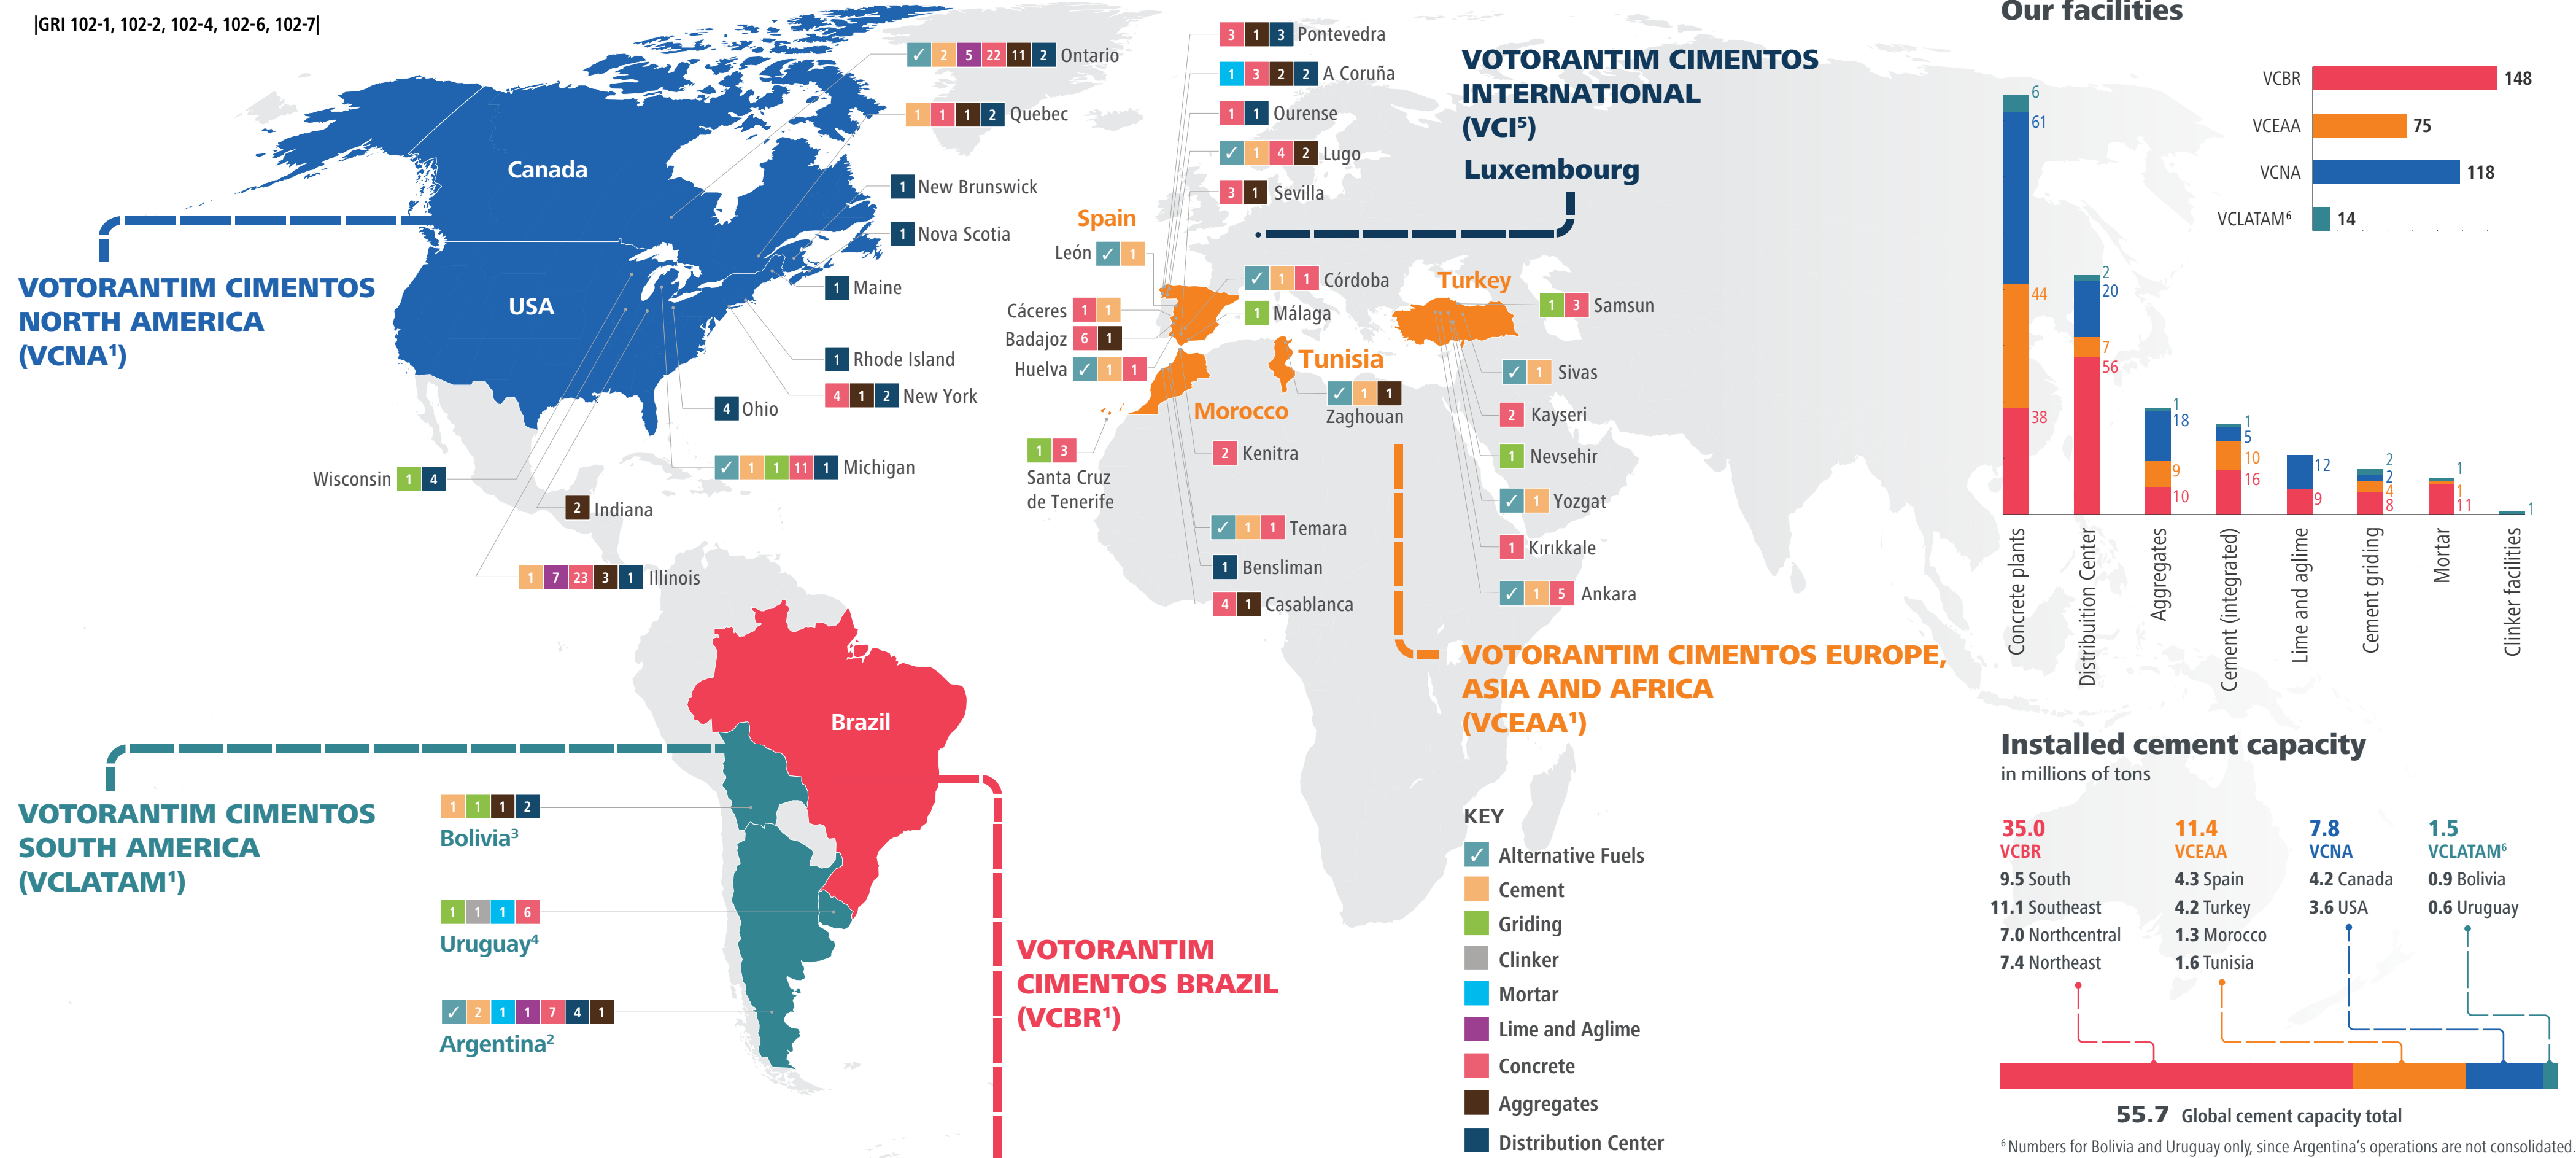 |GRI 102-1, 102-2, 102-4, 102-6, 102-7|
Canada
USA
VOTORANTIM CIMENTOS
NORTH AMERICA
(VCNA¹)
✓ 2 5 22 11 2 Ontario
1 1 1 2 Quebec
1 New Brunswick
1 Nova Scotia
1 Maine
1 Rhode Island
4 1 2 New York
4 Ohio
✓ 1 1 11 1 Michigan
Wisconsin 1 4
2 Indiana
1 7 23 3 1 Illinois
VOTORANTIM CIMENTOS
SOUTH AMERICA
(VCLATAM¹)
1 1 1 2
Bolivia³
1 1 1 6
Uruguay⁴
✓ 2 1 1 7 4 1
Argentina²
Brazil
VOTORANTIM
CIMENTOS BRAZIL
(VCBR¹)
3 1 3 Pontevedra
1 3 2 2 A Coruña
1 1 Ourense
✓ 1 4 2 Lugo
3 1 Sevilla
Spain
León ✓ 1
Cáceres 1 1
Badajoz 6 1
Huelva ✓ 1 1
✓ 1 1 Córdoba
1 Málaga
Tunisia
✓ 1 1
Zaghouan
Morocco
1 3
Santa Cruz
de Tenerife
2 Kenitra
✓ 1 1 Temara
1 Bensliman
4 1 Casablanca
VOTORANTIM CIMENTOS
INTERNATIONAL
(VCI⁵)
Luxembourg
Turkey
1 3 Samsun
✓ 1 Sivas
2 Kayseri
1 Nevsehir
✓ 1 Yozgat
1 Kırıkkale
✓ 1 5 Ankara
VOTORANTIM CIMENTOS EUROPE,
ASIA AND AFRICA
(VCEAA¹)
KEY
✓ Alternative Fuels
Cement
Griding
Clinker
Mortar
Lime and Aglime
Concrete
Aggregates
Distribution Center
Our facilities
VCBR 148
VCEAA 75
VCNA 118
VCLATAM⁶ 14
6
61
44
38
Concrete plants
2
20
7
56
Distribuition Center
1
18
9
10
Aggregates
1
5
10
16
Cement (integrated)
12
9
Lime and aglime
2
2
4
8
Cement griding
1
1
11
Mortar
1
Clinker facilities
Installed cement capacity
in millions of tons
35.0
VCBR
9.5 South
11.1 Southeast
7.0 Northcentral
7.4 Northeast
11.4
VCEAA
4.3 Spain
4.2 Turkey
1.3 Morocco
1.6 Tunisia
7.8
VCNA
4.2 Canada
3.6 USA
1.5
VCLATAM⁶
0.9 Bolivia
0.6 Uruguay
55.7 Global cement capacity total
⁶ Numbers for Bolivia and Uruguay only, since Argentina's operations are not consolidated.